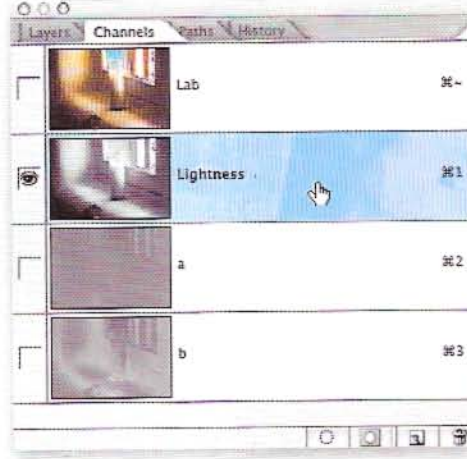 Layers Channels Paths History
Lab ⌘~
Lightness ⌘1
a ⌘2
b ⌘3